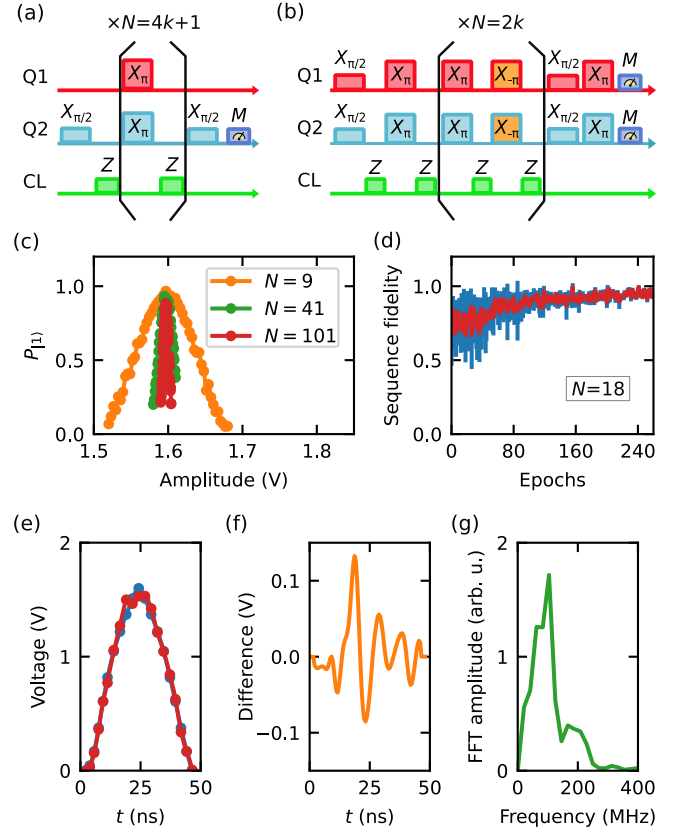 (a)
×N=4k+1
Q1
Xπ
Xπ/2
Xπ
Xπ/2
M
Q2
Z
Z
CL
(b)
×N=2k
Xπ/2
Xπ/2
M
Q1
Xπ
Xπ
X-π
Xπ
Xπ/2
Xπ/2
M
Q2
Xπ
Xπ
X-π
Xπ
Z
Z
Z
Z
CL
(c)
1.0
0.5
0.0
P|1⟩
N = 9
N = 41
N = 101
1.5
1.6
1.7
1.8
Amplitude (V)
(d)
1.0
0.5
0.0
Sequence fidelity
N=18
0
80
160
240
Epochs
(e)
2
1
0
Voltage (V)
0
25
50
t (ns)
(f)
0.1
0.0
−0.1
Difference (V)
0
25
50
t (ns)
(g)
2
1
0
FFT amplitude (arb. u.)
0
200
400
Frequency (MHz)